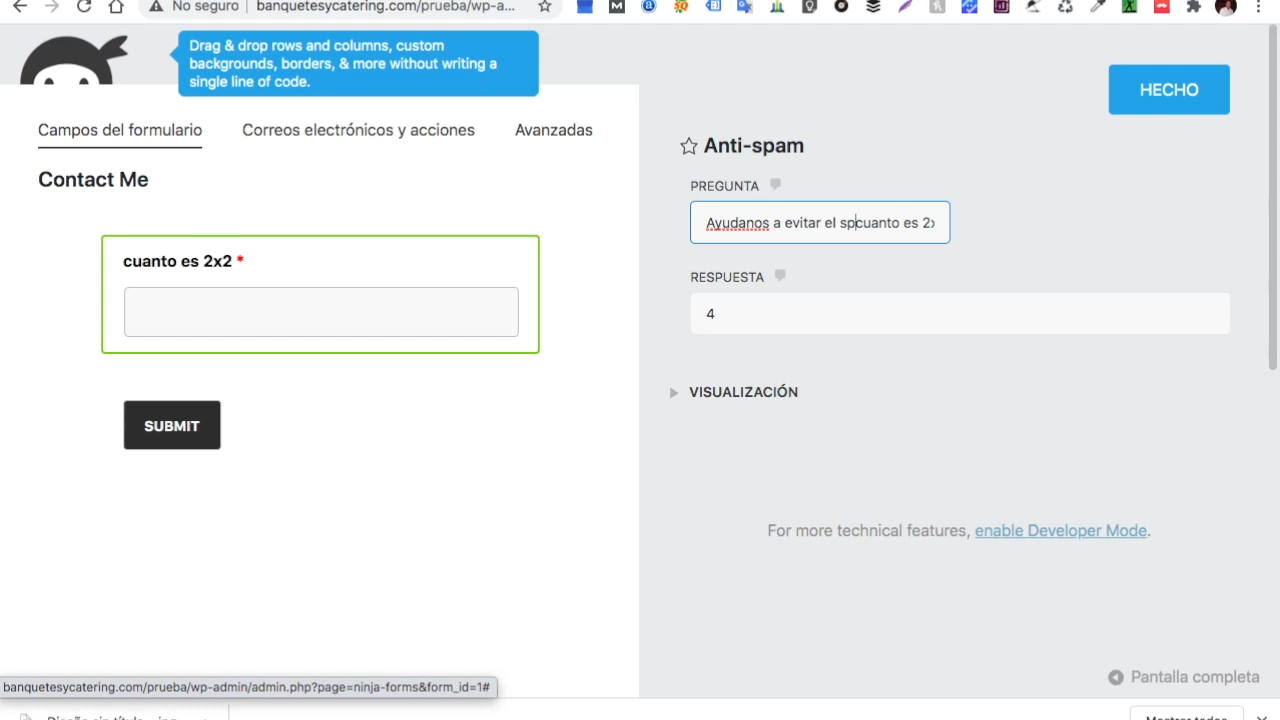 No seguro
banquetesycatering.com/prueba/wp-a...
Drag & drop rows and columns, custom
backgrounds, borders, & more without writing a
single line of code.
HECHO
Campos del formulario
Correos electrónicos y acciones
Avanzadas
Contact Me
cuanto es 2x2 *
SUBMIT
Anti-spam
PREGUNTA
Ayudanos a evitar el spcuanto es 2
RESPUESTA
4
VISUALIZACIÓN
For more technical features, enable Developer Mode.
Pantalla completa
banquetesycatering.com/prueba/wp-admin/admin.php?page=ninja-forms&form_id=1#
Mostrar todos